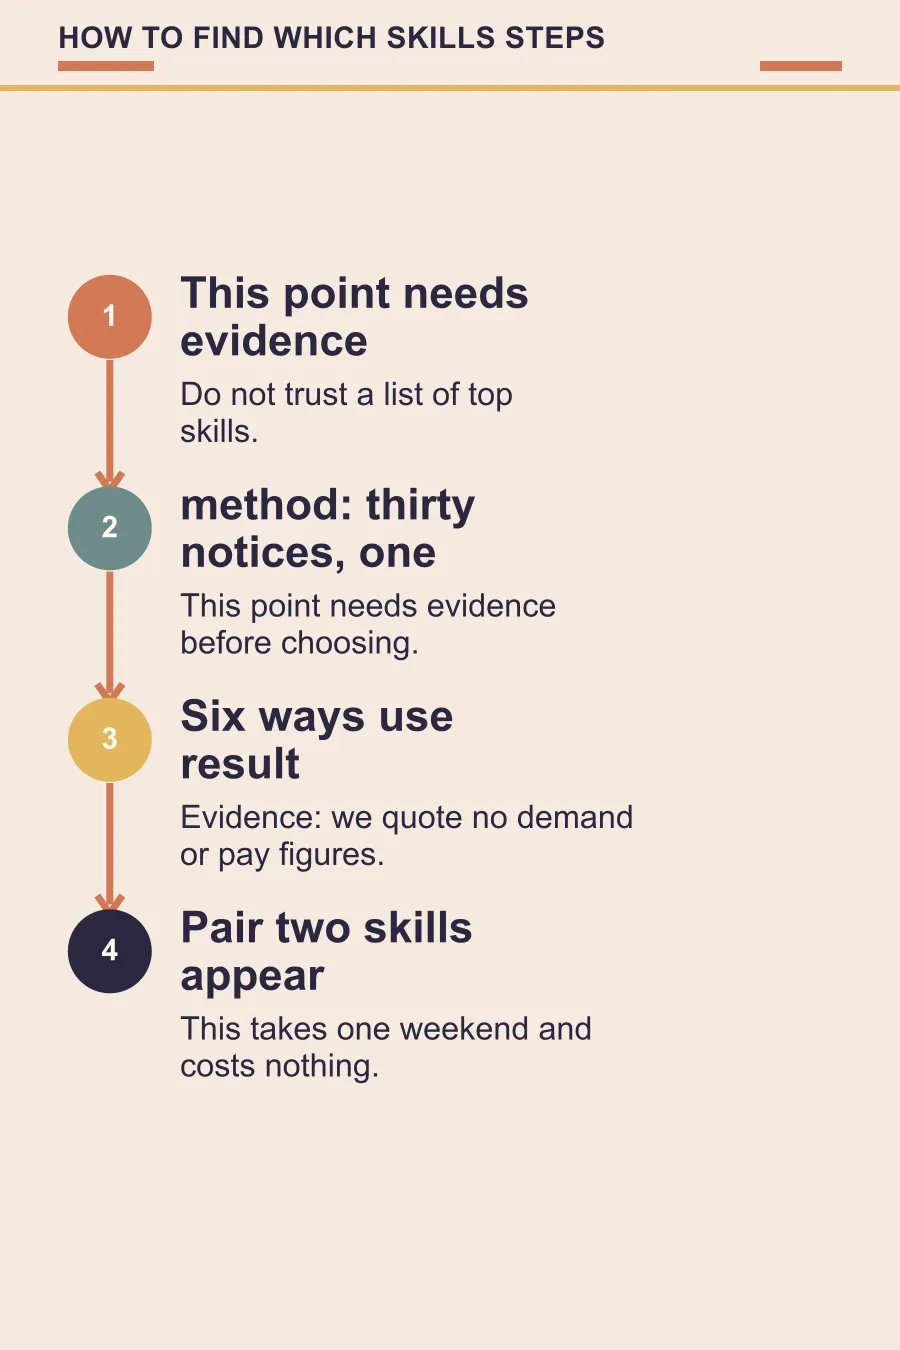 HOW TO FIND WHICH SKILLS STEPS
1
This point needs
evidence
Do not trust a list of top
skills.
2
method: thirty
notices, one
This point needs evidence
before choosing.
3
Six ways use
result
Evidence: we quote no demand
or pay figures.
4
Pair two skills
appear
This takes one weekend and
costs nothing.